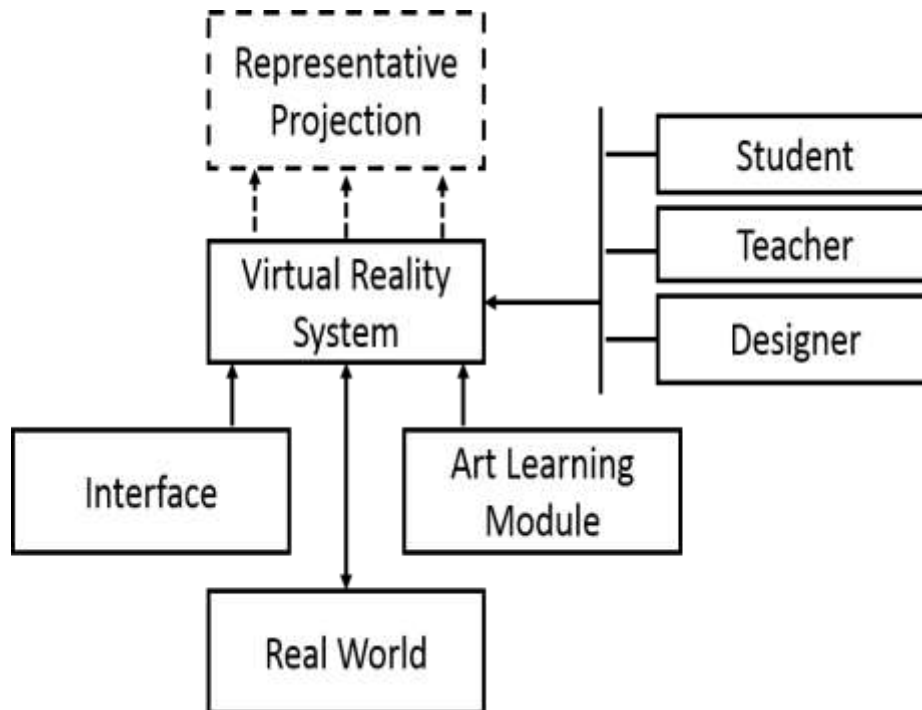 Representative
Projection
Student
Teacher
Virtual Reality
System
Designer
Interface
Art Learning
Module
Real World